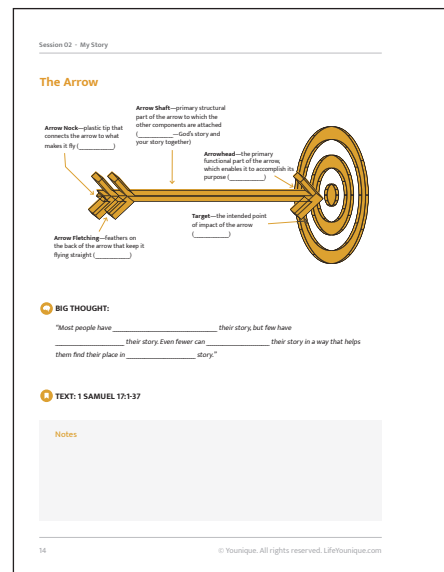 Session 02 · My Story
The Arrow
Arrow Shaft—primary structural
part of the arrow to which the
other components are attached
(___________—God's story and
your story together)
Arrow Nock—plastic tip that
connects the arrow to what
makes it fly (___________)
Arrowhead—the primary
functional part of the arrow,
which enables it to accomplish its
purpose (___________)
Target—the intended point
of impact of the arrow
(___________)
Arrow Fletching—feathers on
the back of the arrow that keep it
flying straight (___________)
BIG THOUGHT:
"Most people have ______________________________ their story, but few have
____________________ their story. Even fewer can __________________ their story in a way that helps
them find their place in ____________________ story."
TEXT: 1 SAMUEL 17:1-37
Notes
14
© Younique. All rights reserved. LifeYounique.com